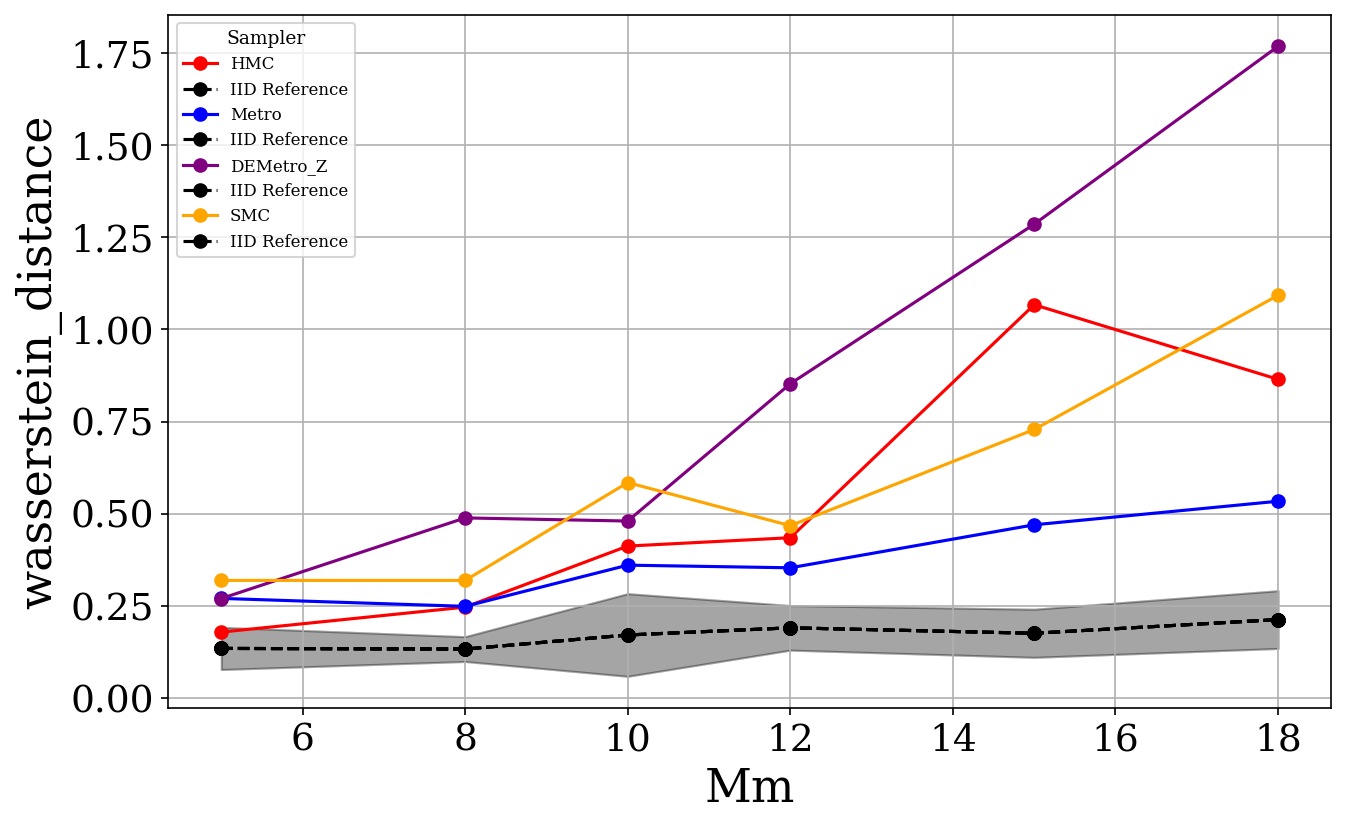 Sampler
HMC
IID Reference
Metro
IID Reference
DEMetro_Z
IID Reference
SMC
IID Reference
wasserstein_distance
1.75
1.50
1.25
1.00
0.75
0.50
0.25
0.00
6 8 10 12 14 16 18
Mm